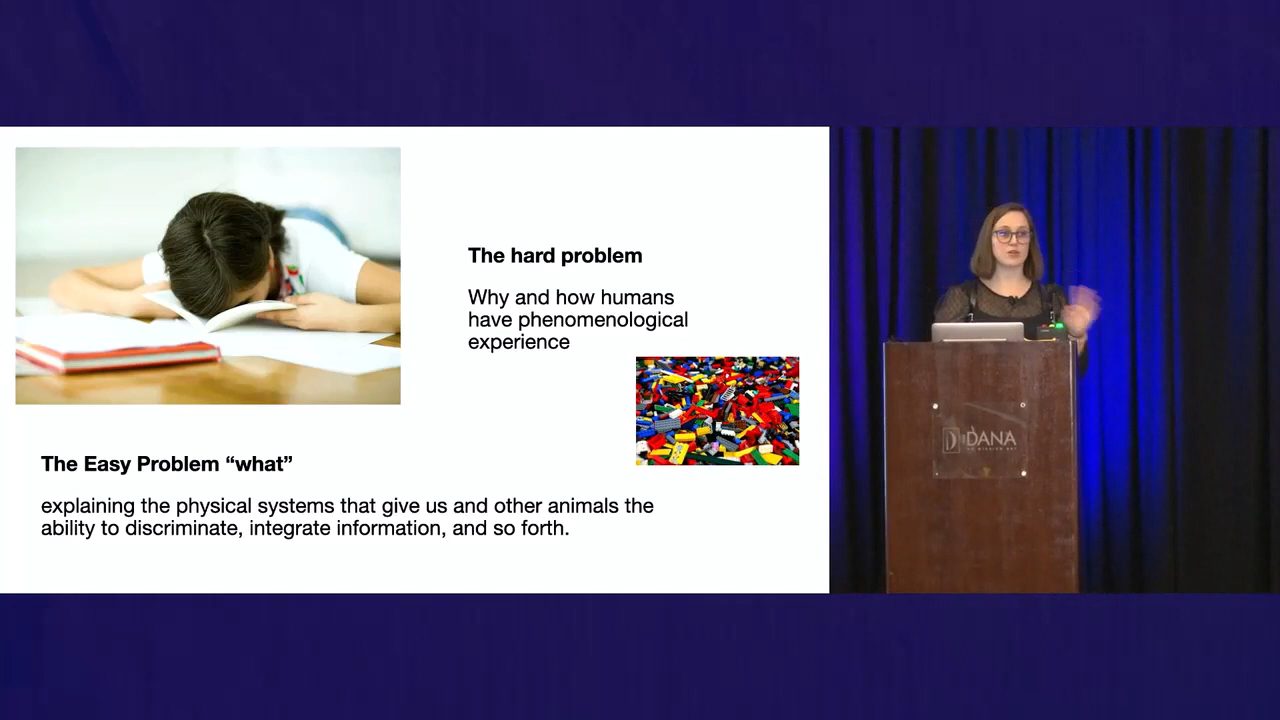 The hard problem
Why and how humans
have phenomenological
experience
The Easy Problem “what”
explaining the physical systems that give us and other animals the
ability to discriminate, integrate information, and so forth.
DANA